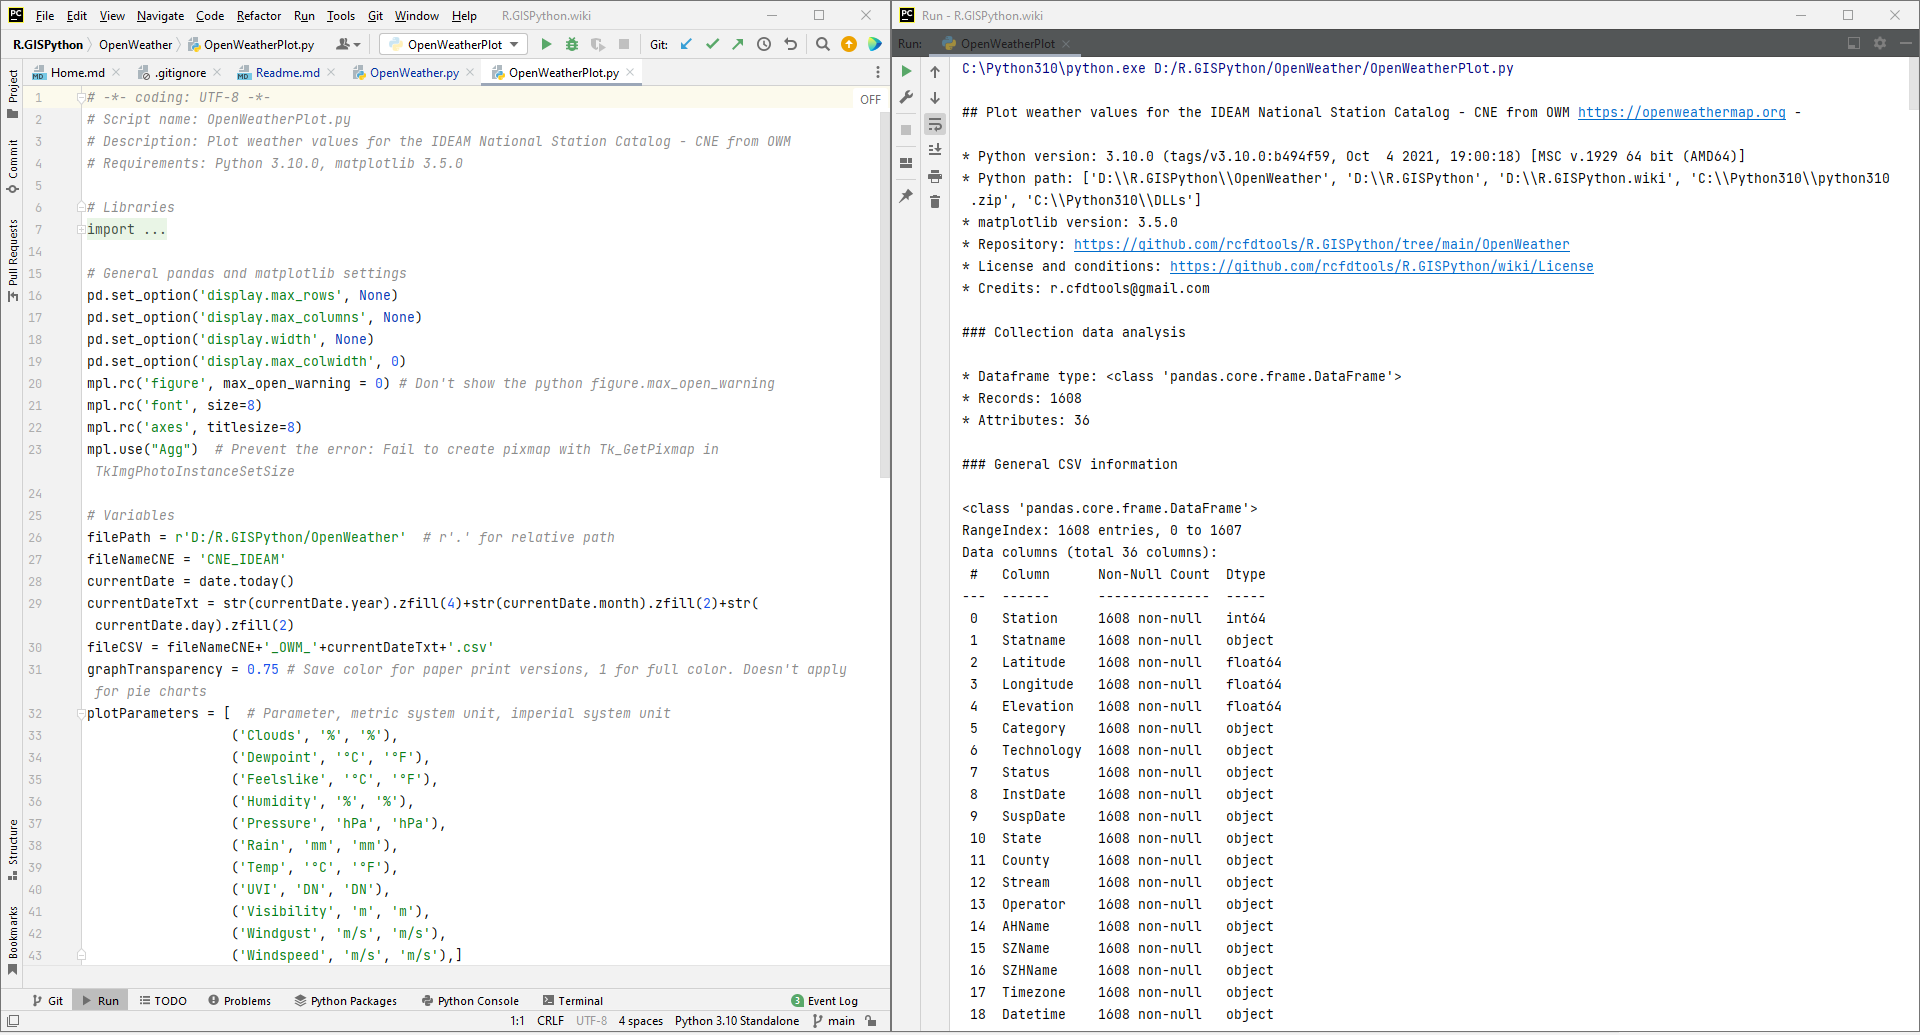 File Edit View Navigate Code Refactor Run Tools Git Window Help R.GISPython.wiki
R.GISPython OpenWeather OpenWeatherPlot.py OpenWeatherPlot Git:
Home.md .gitignore Readme.md OpenWeather.py OpenWeatherPlot.py
Project
Commit
Pull Requests
Structure
Bookmarks
OFF
1 # -*- coding: UTF-8 -*-
2 # Script name: OpenWeatherPlot.py
3 # Description: Plot weather values for the IDEAM National Station Catalog - CNE from OWM
4 # Requirements: Python 3.10.0, matplotlib 3.5.0
5
6 # Libraries
7 import ...
14
15 # General pandas and matplotlib settings
16 pd.set_option('display.max_rows', None)
17 pd.set_option('display.max_columns', None)
18 pd.set_option('display.width', None)
19 pd.set_option('display.max_colwidth', 0)
20 mpl.rc('figure', max_open_warning = 0) # Don't show the python figure.max_open_warning
21 mpl.rc('font', size=8)
22 mpl.rc('axes', titlesize=8)
23 mpl.use("Agg")  # Prevent the error: Fail to create pixmap with Tk_GetPixmap in
TkImgPhotoInstanceSetSize
24
25 # Variables
26 filePath = r'D:/R.GISPython/OpenWeather'  # r'.' for relative path
27 fileNameCNE = 'CNE_IDEAM'
28 currentDate = date.today()
29 currentDateTxt = str(currentDate.year).zfill(4)+str(currentDate.month).zfill(2)+str(
currentDate.day).zfill(2)
30 fileCSV = fileNameCNE+'_OWM_'+currentDateTxt+'.csv'
31 graphTransparency = 0.75 # Save color for paper print versions, 1 for full color. Doesn't apply
for pie charts
32 plotParameters = [  # Parameter, metric system unit, imperial system unit
33 ('Clouds', '%', '%'),
34 ('Dewpoint', '°C', '°F'),
35 ('Feelslike', '°C', '°F'),
36 ('Humidity', '%', '%'),
37 ('Pressure', 'hPa', 'hPa'),
38 ('Rain', 'mm', 'mm'),
39 ('Temp', '°C', '°F'),
40 ('UVI', 'DN', 'DN'),
41 ('Visibility', 'm', 'm'),
42 ('Windgust', 'm/s', 'm/s'),
43 ('Windspeed', 'm/s', 'm/s'),]
Git Run TODO Problems Python Packages Python Console Terminal 3 Event Log
1:1 CRLF UTF-8 4 spaces Python 3.10 Standalone main
Run - R.GISPython.wiki
Run: OpenWeatherPlot
C:\Python310\python.exe D:/R.GISPython/OpenWeather/OpenWeatherPlot.py
## Plot weather values for the IDEAM National Station Catalog - CNE from OWM https://openweathermap.org -
* Python version: 3.10.0 (tags/v3.10.0:b494f59, Oct  4 2021, 19:00:18) [MSC v.1929 64 bit (AMD64)]
* Python path: ['D:\\R.GISPython\\OpenWeather', 'D:\\R.GISPython', 'D:\\R.GISPython.wiki', 'C:\\Python310\\python310
.zip', 'C:\\Python310\\DLLs']
* matplotlib version: 3.5.0
* Repository: https://github.com/rcfdtools/R.GISPython/tree/main/OpenWeather
* License and conditions: https://github.com/rcfdtools/R.GISPython/wiki/License
* Credits: r.cfdtools@gmail.com
### Collection data analysis
* Dataframe type: <class 'pandas.core.frame.DataFrame'>
* Records: 1608
* Attributes: 36
### General CSV information
<class 'pandas.core.frame.DataFrame'>
RangeIndex: 1608 entries, 0 to 1607
Data columns (total 36 columns):
 #   Column      Non-Null Count  Dtype
---  ------      --------------  -----
 0   Station     1608 non-null   int64
 1   Statname    1608 non-null   object
 2   Latitude    1608 non-null   float64
 3   Longitude   1608 non-null   float64
 4   Elevation   1608 non-null   float64
 5   Category    1608 non-null   object
 6   Technology  1608 non-null   object
 7   Status      1608 non-null   object
 8   InstDate    1608 non-null   object
 9   SuspDate    1608 non-null   object
 10  State       1608 non-null   object
 11  County      1608 non-null   object
 12  Stream      1608 non-null   object
 13  Operator    1608 non-null   object
 14  AHName      1608 non-null   object
 15  SZName      1608 non-null   object
 16  SZHName     1608 non-null   object
 17  Timezone    1608 non-null   object
 18  Datetime    1608 non-null   object